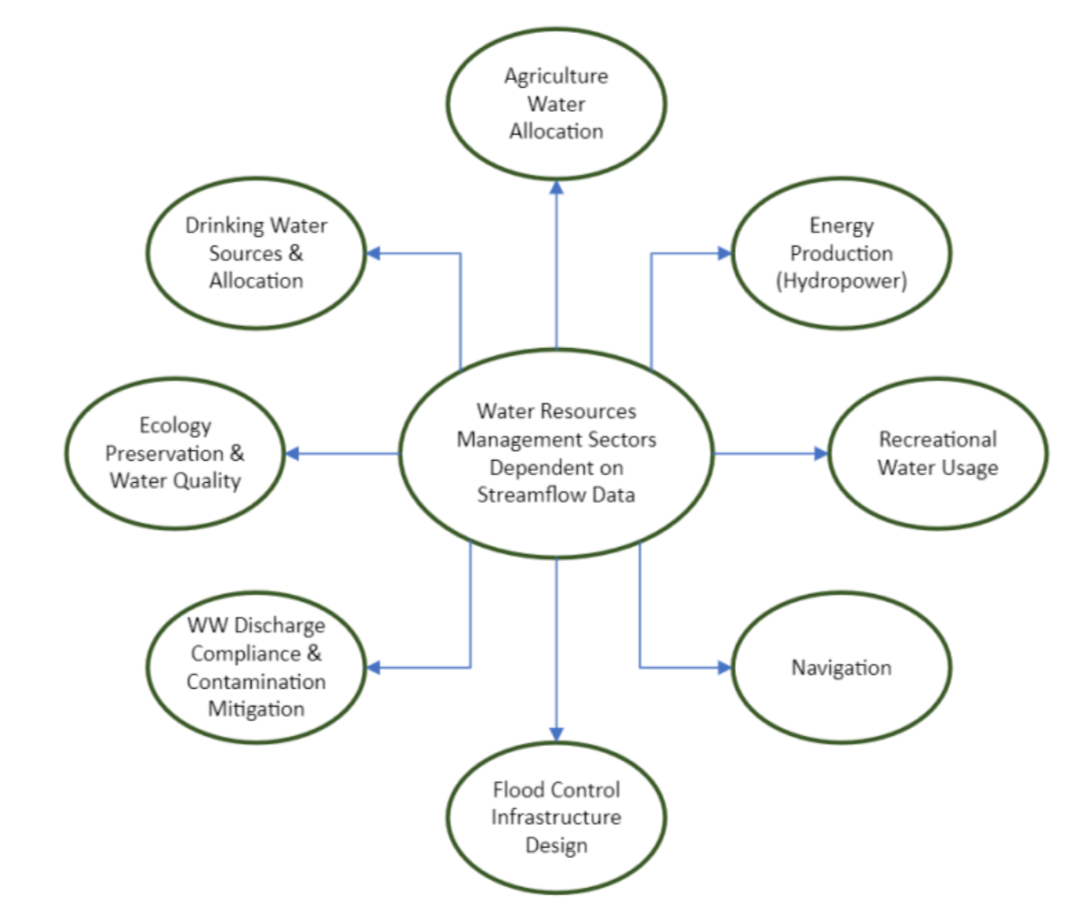 Agriculture
Water
Allocation
Drinking Water
Sources &
Allocation
Energy
Production
(Hydropower)
Ecology
Preservation &
Water Quality
Water Resources
Management Sectors
Dependent on
Streamflow Data
Recreational
Water Usage
WW Discharge
Compliance &
Contamination
Mitigation
Navigation
Flood Control
Infrastructure
Design